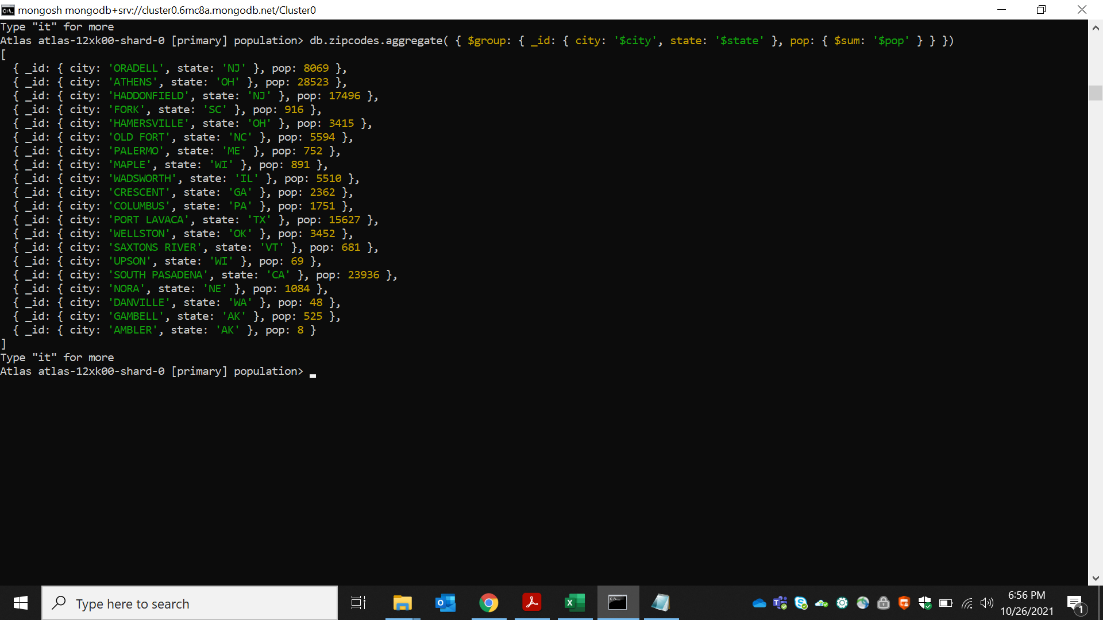 mongosh mongodb+srv://cluster0.6mc8a.mongodb.net/Cluster0
Type "it" for more
Atlas atlas-12xk00-shard-0 [primary] population> db.zipcodes.aggregate( { $group: { _id: { city: '$city', state: '$state' }, pop: { $sum: '$pop' } } })
[
  { _id: { city: 'ORADELL', state: 'NJ' }, pop: 8069 },
  { _id: { city: 'ATHENS', state: 'OH' }, pop: 28523 },
  { _id: { city: 'HADDONFIELD', state: 'NJ' }, pop: 17496 },
  { _id: { city: 'FORK', state: 'SC' }, pop: 916 },
  { _id: { city: 'HAMERSVILLE', state: 'OH' }, pop: 3415 },
  { _id: { city: 'OLD FORT', state: 'NC' }, pop: 5594 },
  { _id: { city: 'PALERMO', state: 'ME' }, pop: 752 },
  { _id: { city: 'MAPLE', state: 'WI' }, pop: 891 },
  { _id: { city: 'WADSWORTH', state: 'IL' }, pop: 5510 },
  { _id: { city: 'CRESCENT', state: 'GA' }, pop: 2362 },
  { _id: { city: 'COLUMBUS', state: 'PA' }, pop: 1751 },
  { _id: { city: 'PORT LAVACA', state: 'TX' }, pop: 15627 },
  { _id: { city: 'WELLSTON', state: 'OK' }, pop: 3452 },
  { _id: { city: 'SAXTONS RIVER', state: 'VT' }, pop: 681 },
  { _id: { city: 'UPSON', state: 'WI' }, pop: 69 },
  { _id: { city: 'SOUTH PASADENA', state: 'CA' }, pop: 23936 },
  { _id: { city: 'NORA', state: 'NE' }, pop: 1084 },
  { _id: { city: 'DANVILLE', state: 'WA' }, pop: 48 },
  { _id: { city: 'GAMBELL', state: 'AK' }, pop: 525 },
  { _id: { city: 'AMBLER', state: 'AK' }, pop: 8 }
]
Type "it" for more
Atlas atlas-12xk00-shard-0 [primary] population>
Type here to search
6:56 PM
10/26/2021
1